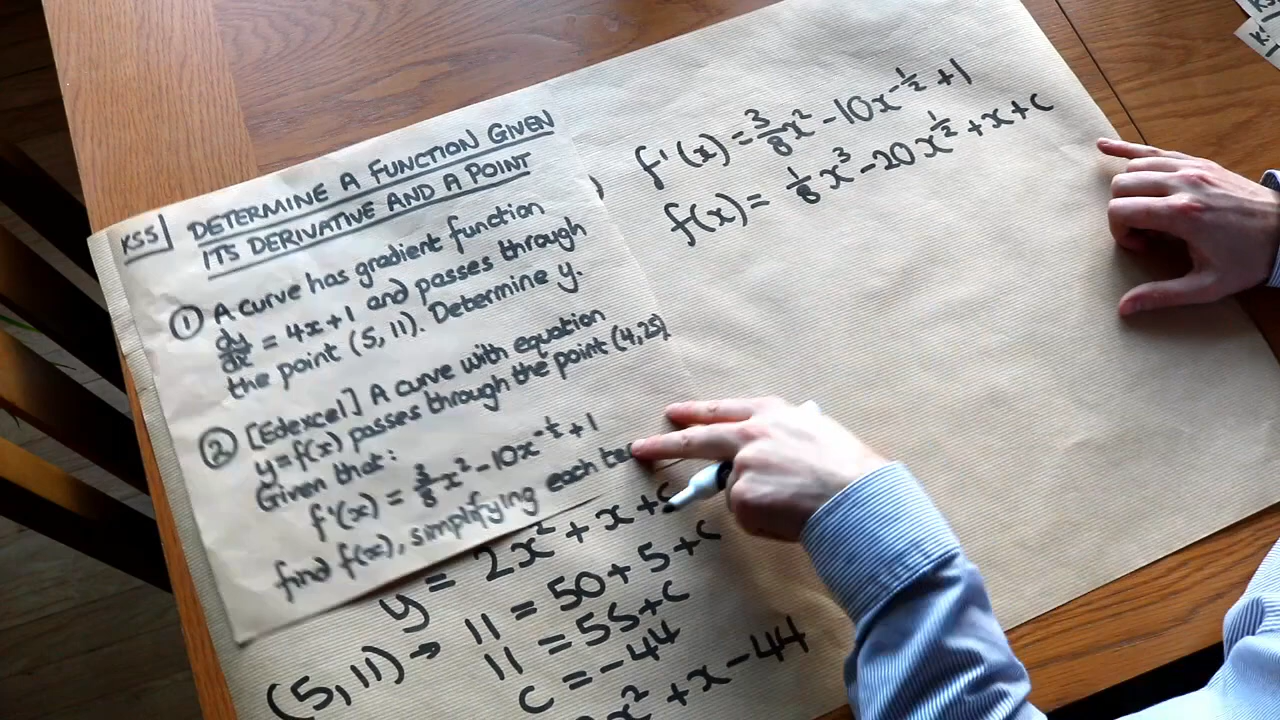 KS5
DETERMINE A FUNCTION GIVEN
ITS DERIVATIVE AND A POINT
① A curve has gradient function
dy/dx = 4x+1 and passes through
the point (5, 11). Determine y.
② [Edexcel] A curve with equation
y=f(x) passes through the point (4,25).
Given that:
f'(x) = 3/8 x² - 10x^(-1/2) + 1
find f(x), simplifying each
y = 2x² + x + c
(5,11) → 11 = 50 + 5 + c
11 = 55 + c
c = -44
x² + x - 44
f'(x) = 3/8 x² - 10x^(-1/2) + 1
f(x) = 1/8 x³ - 20x^(1/2) + x + c